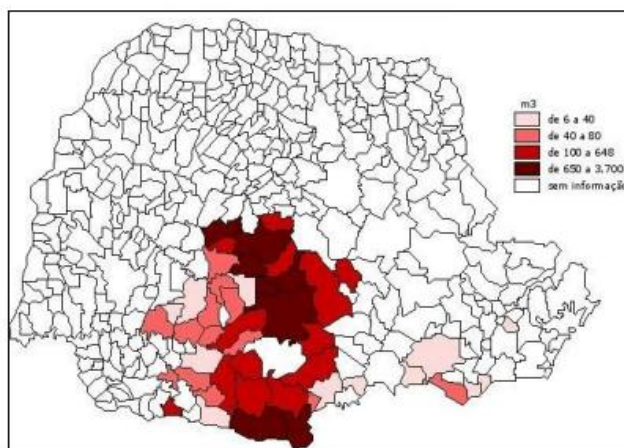 m3
de 6 a 40
de 40 a 80
de 100 a 648
de 650 a 3.700
sem informação